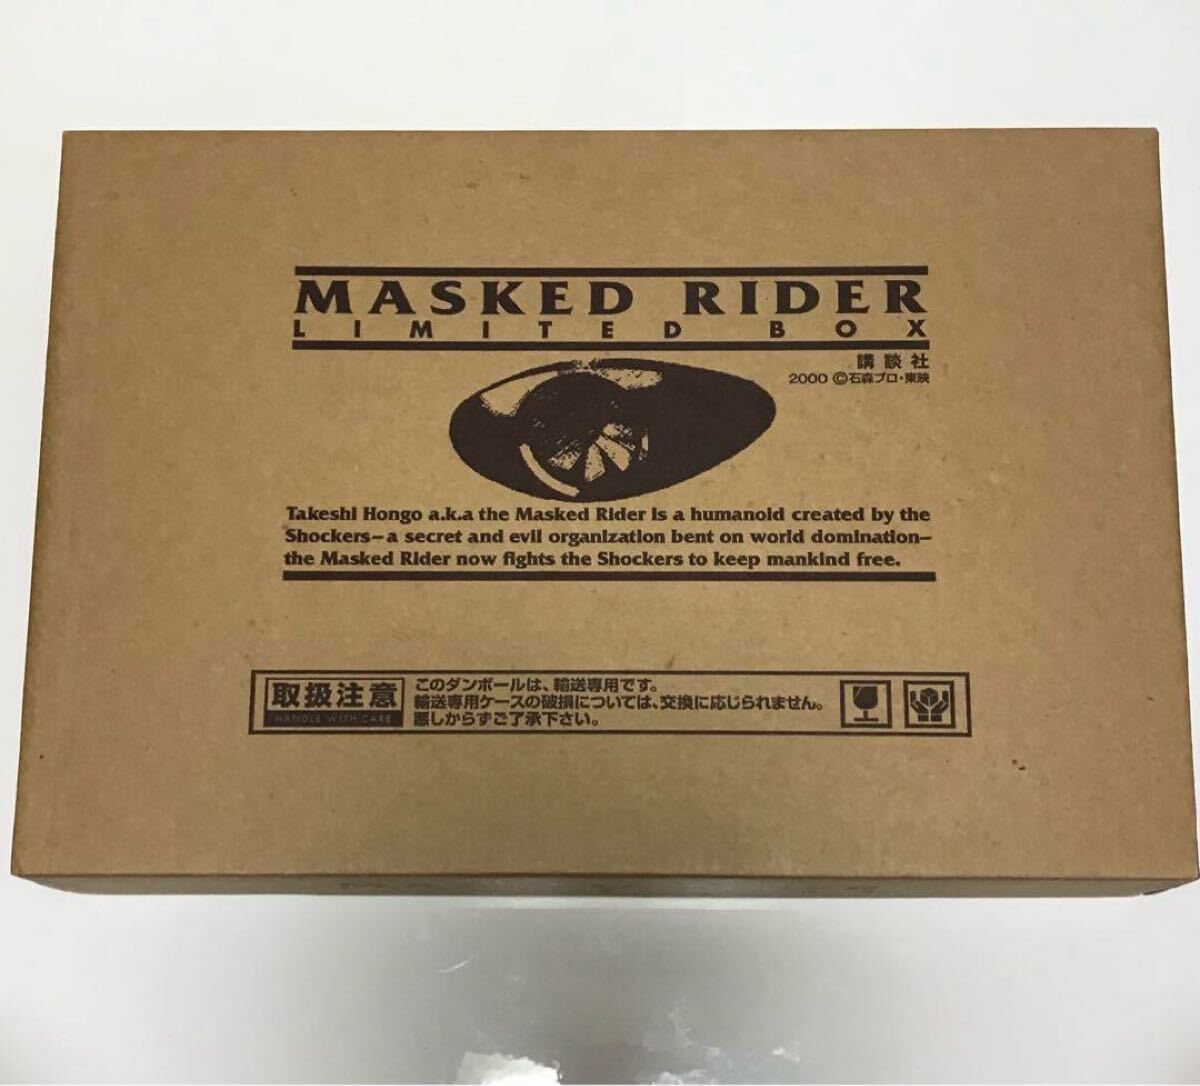 MASKED RIDER
LIMITED BOX
講談社
2000 ©石森プロ・東映
Takeshi Hongo a.k.a the Masked Rider is a humanoid created by the
Shockers—a secret and evil organization bent on world domination—
the Masked Rider now fights the Shockers to keep mankind free.
取扱注意
HANDLE WITH CARE
このダンボールは、輸送専用です。
輸送専用ケースの破損については、交換に応じられません。
悪しからずご了承下さい。